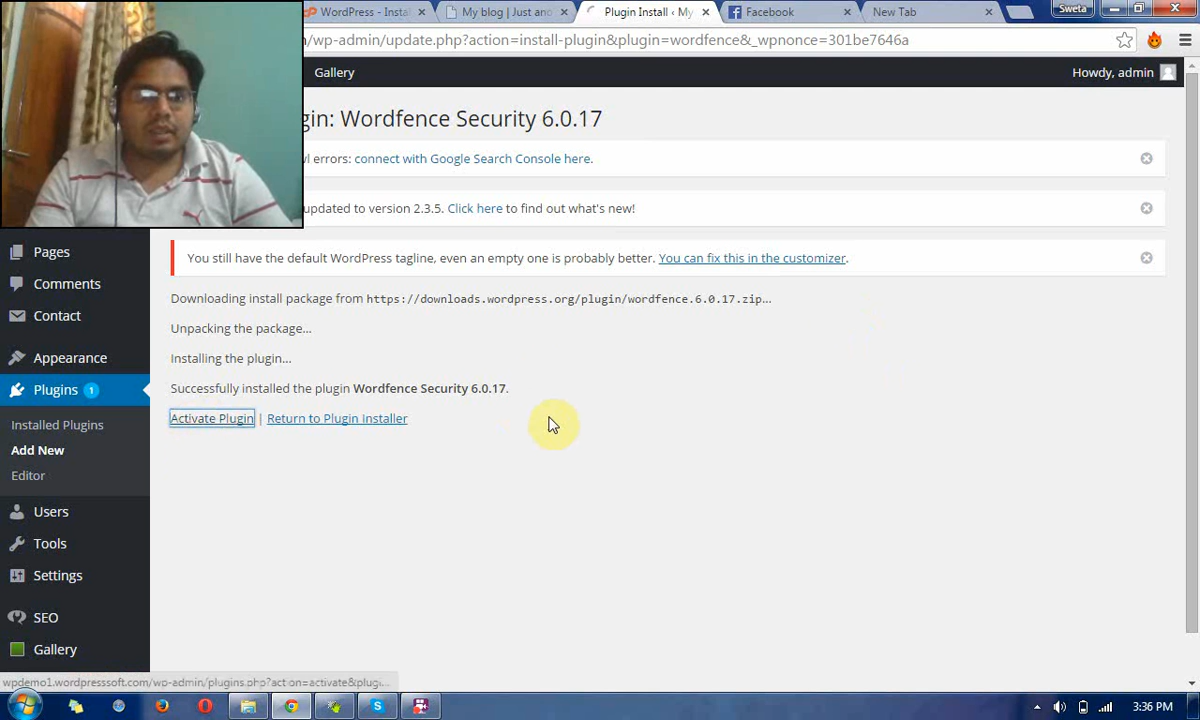 WordPress - Insta
My blog | Just ano
Plugin Install ‹ My
Facebook
New Tab
Sweta
/wp-admin/update.php?action=install-plugin&plugin=wordfence&_wpnonce=301be7646a
Gallery
Howdy, admin
gin: Wordfence Security 6.0.17
errors: connect with Google Search Console here.
updated to version 2.3.5. Click here to find out what's new!
You still have the default WordPress tagline, even an empty one is probably better. You can fix this in the customizer.
Downloading install package from https://downloads.wordpress.org/plugin/wordfence.6.0.17.zip…
Unpacking the package…
Installing the plugin…
Successfully installed the plugin Wordfence Security 6.0.17.
Activate Plugin | Return to Plugin Installer
Pages
Comments
Contact
Appearance
Plugins 1
Installed Plugins
Add New
Editor
Users
Tools
Settings
SEO
Gallery
wpdemo1.wordpresssoft.com/wp-admin/plugins.php?action=activate&plugi...
3:36 PM